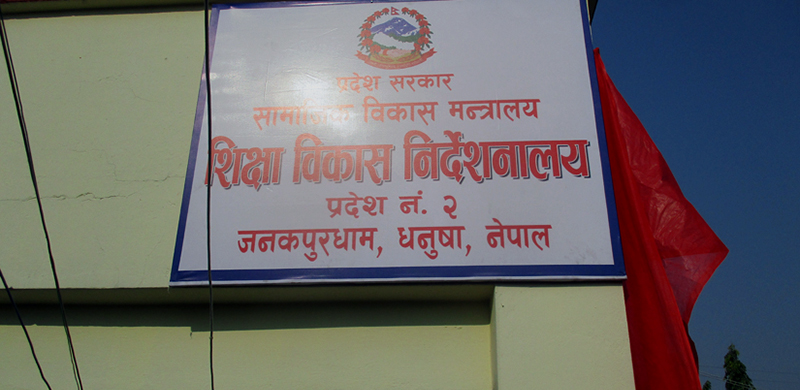 प्रदेश सरकार
सामाजिक विकास मन्त्रालय
शिक्षा विकास निर्देशनालय
प्रदेश नं. २
जनकपुरधाम, धनुषा, नेपाल